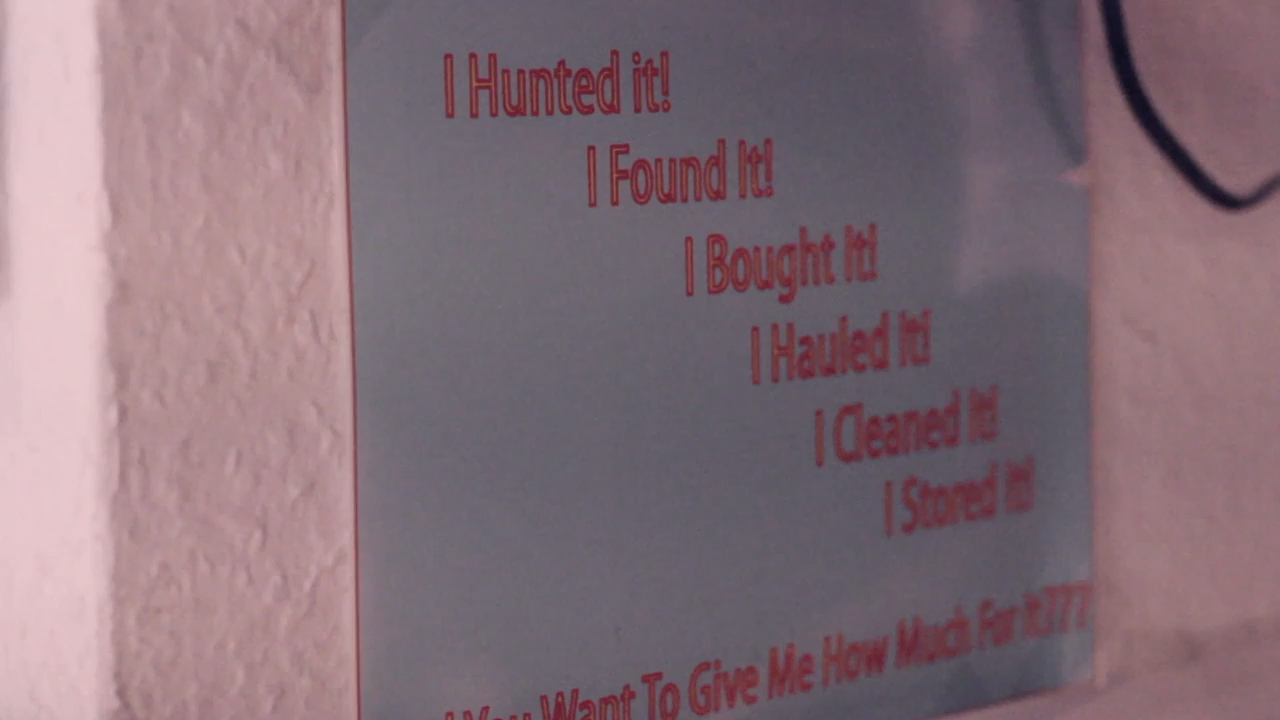 I Hunted it!
I Found It!
I Bought It!
I Hauled It!
I Cleaned It!
I Stored It!
You Want To Give Me How Much For It???